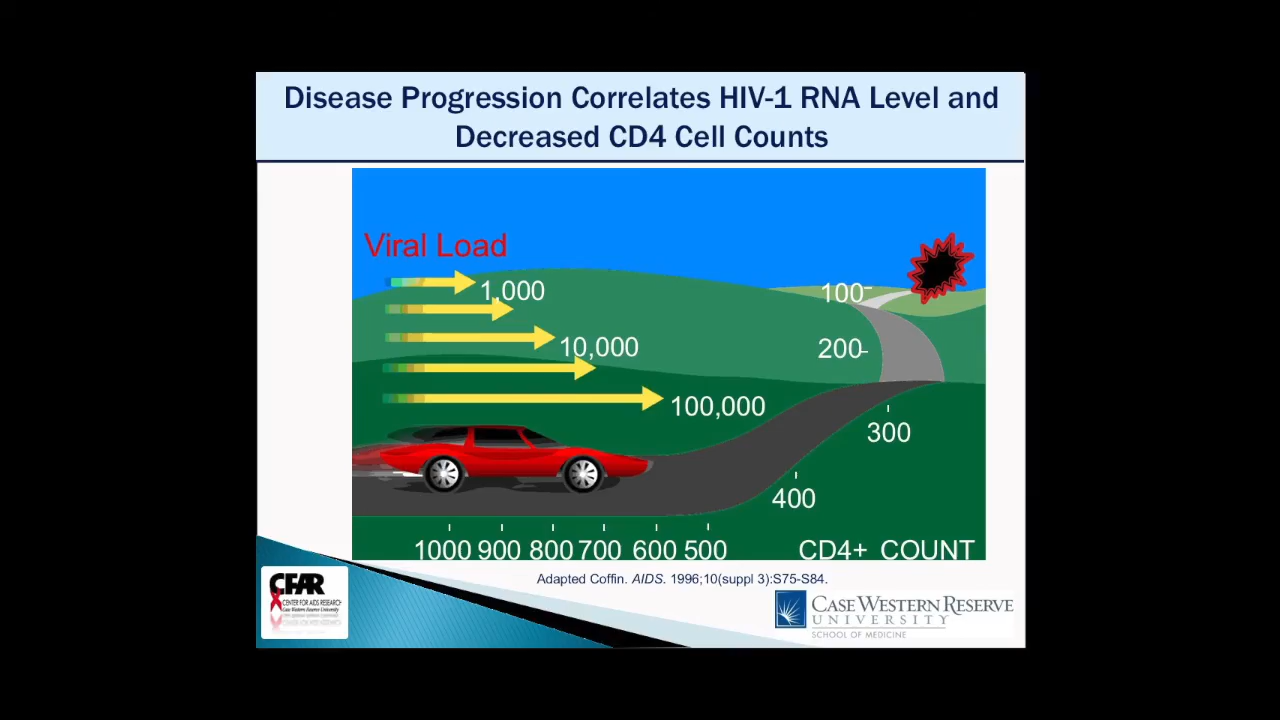 Disease Progression Correlates HIV-1 RNA Level and
Decreased CD4 Cell Counts
Viral Load
1,000
10,000
100,000
100
200
300
400
1000 900 800 700 600 500
CD4+ COUNT
Adapted Coffin. AIDS. 1996;10(suppl 3):S75-S84.
CFAR
CENTER FOR AIDS RESEARCH
Case Western Reserve University
CASE WESTERN RESERVE
UNIVERSITY
SCHOOL OF MEDICINE